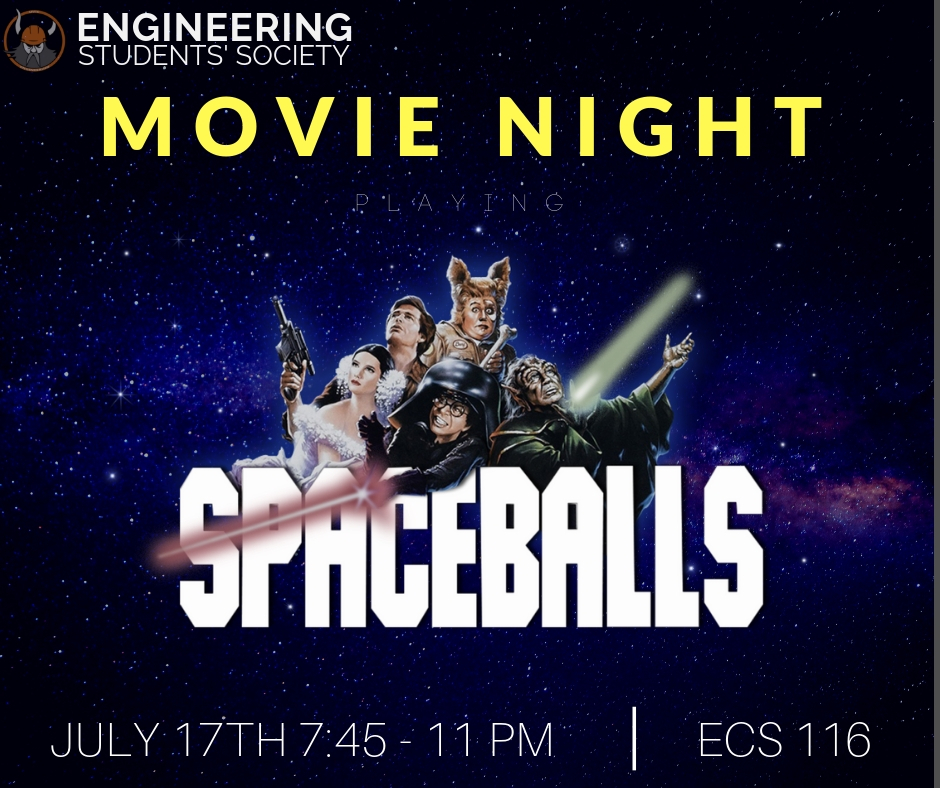 ENGINEERING
STUDENTS' SOCIETY
MOVIE NIGHT
PLAYING
SPACEBALLS
JULY 17TH 7:45 - 11 PM | ECS 116